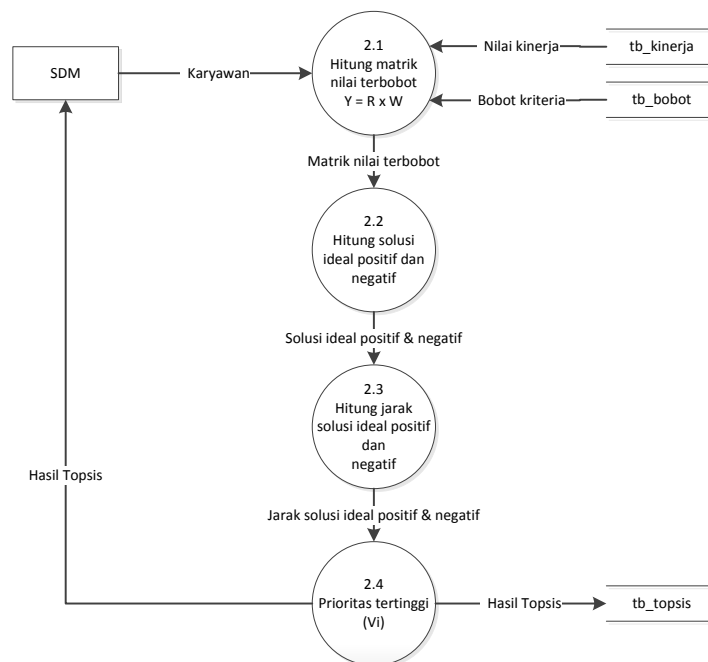 SDM
Karyawan
2.1
Hitung matrik
nilai terbobot
Y = R x W
Nilai kinerja
tb_kinerja
Bobot kriteria
tb_bobot
Matrik nilai terbobot
2.2
Hitung solusi
ideal positif dan
negatif
Solusi ideal positif & negatif
2.3
Hitung jarak
solusi ideal positif
dan
negatif
Hasil Topsis
Jarak solusi ideal positif & negatif
2.4
Prioritas tertinggi
(Vi)
Hasil Topsis
tb_topsis